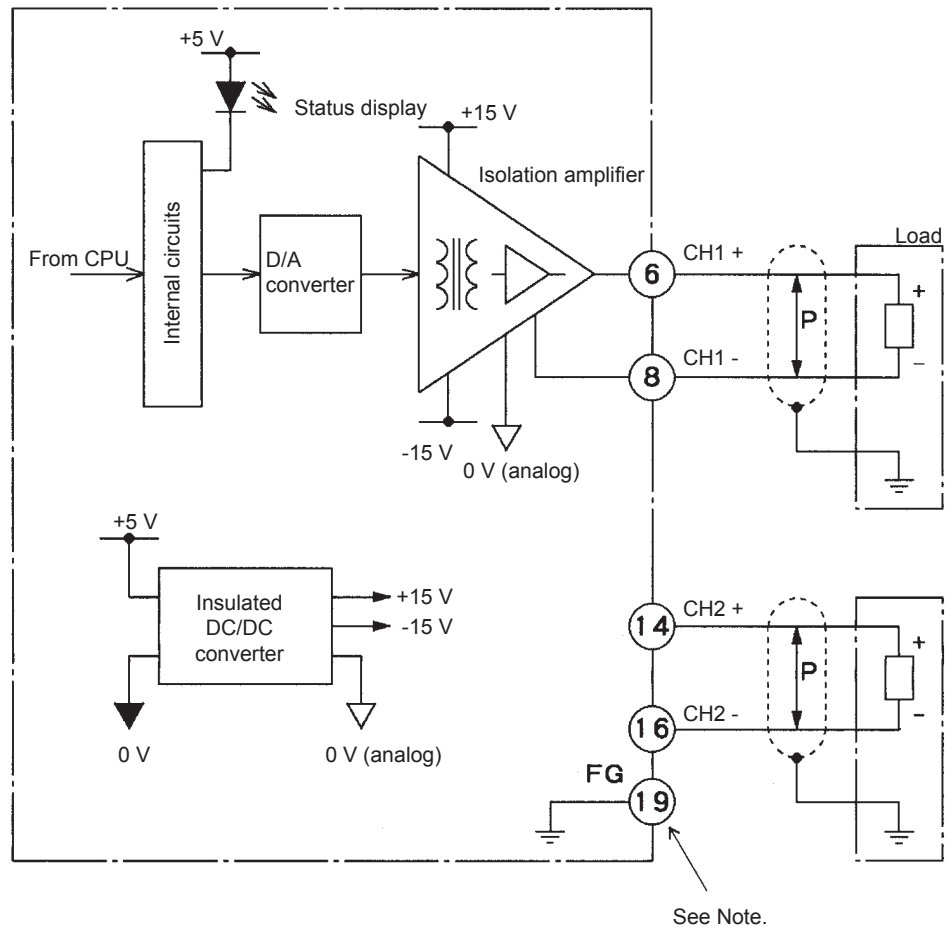 +5 V
Status display
+15 V
Isolation amplifier
Internal circuits
From CPU
D/A
converter
6
CH1 +
Load
P
+
−
8
CH1 -
-15 V
0 V (analog)
+5 V
Insulated
DC/DC
converter
+15 V
-15 V
0 V
0 V (analog)
14
CH2 +
P
+
−
16
CH2 -
FG
19
See Note.